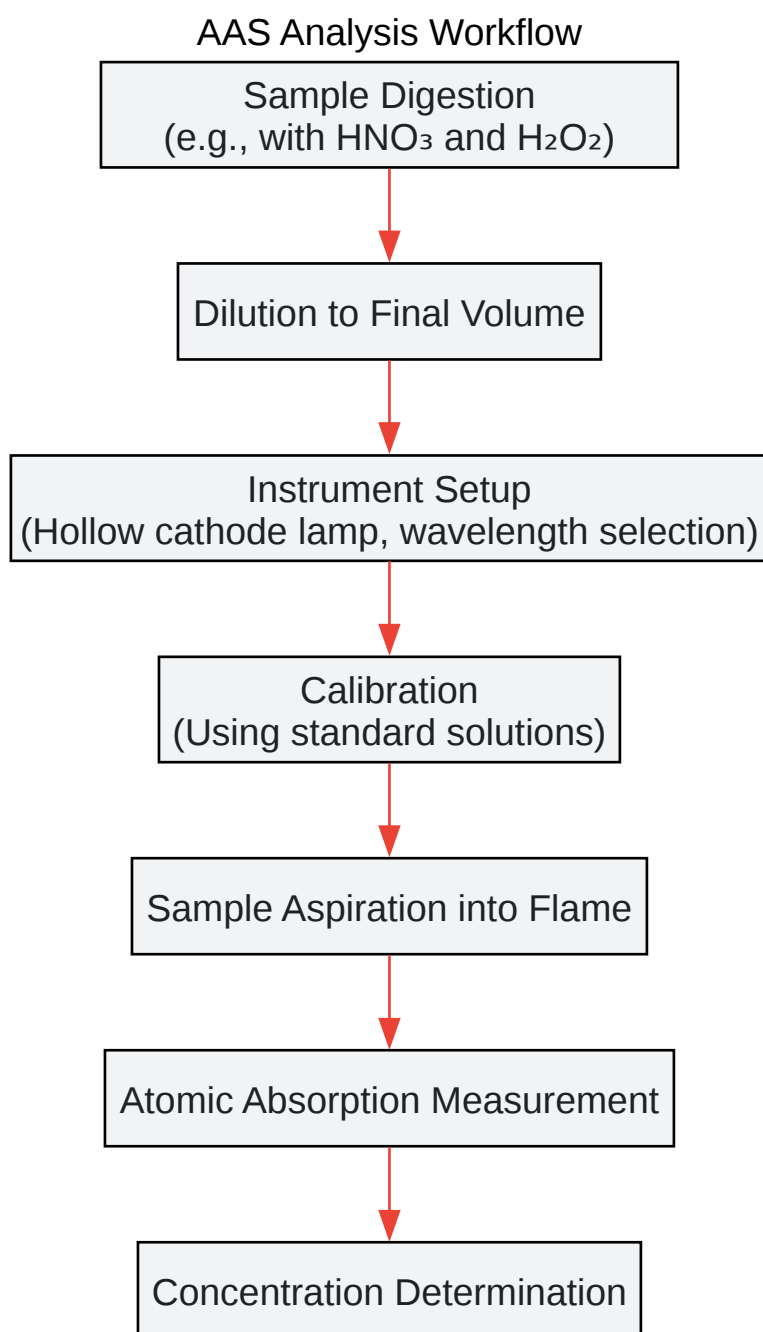 AAS Analysis Workflow
Sample Digestion
(e.g., with HNO₃ and H₂O₂)
Dilution to Final Volume
Instrument Setup
(Hollow cathode lamp, wavelength selection)
Calibration
(Using standard solutions)
Sample Aspiration into Flame
Atomic Absorption Measurement
Concentration Determination